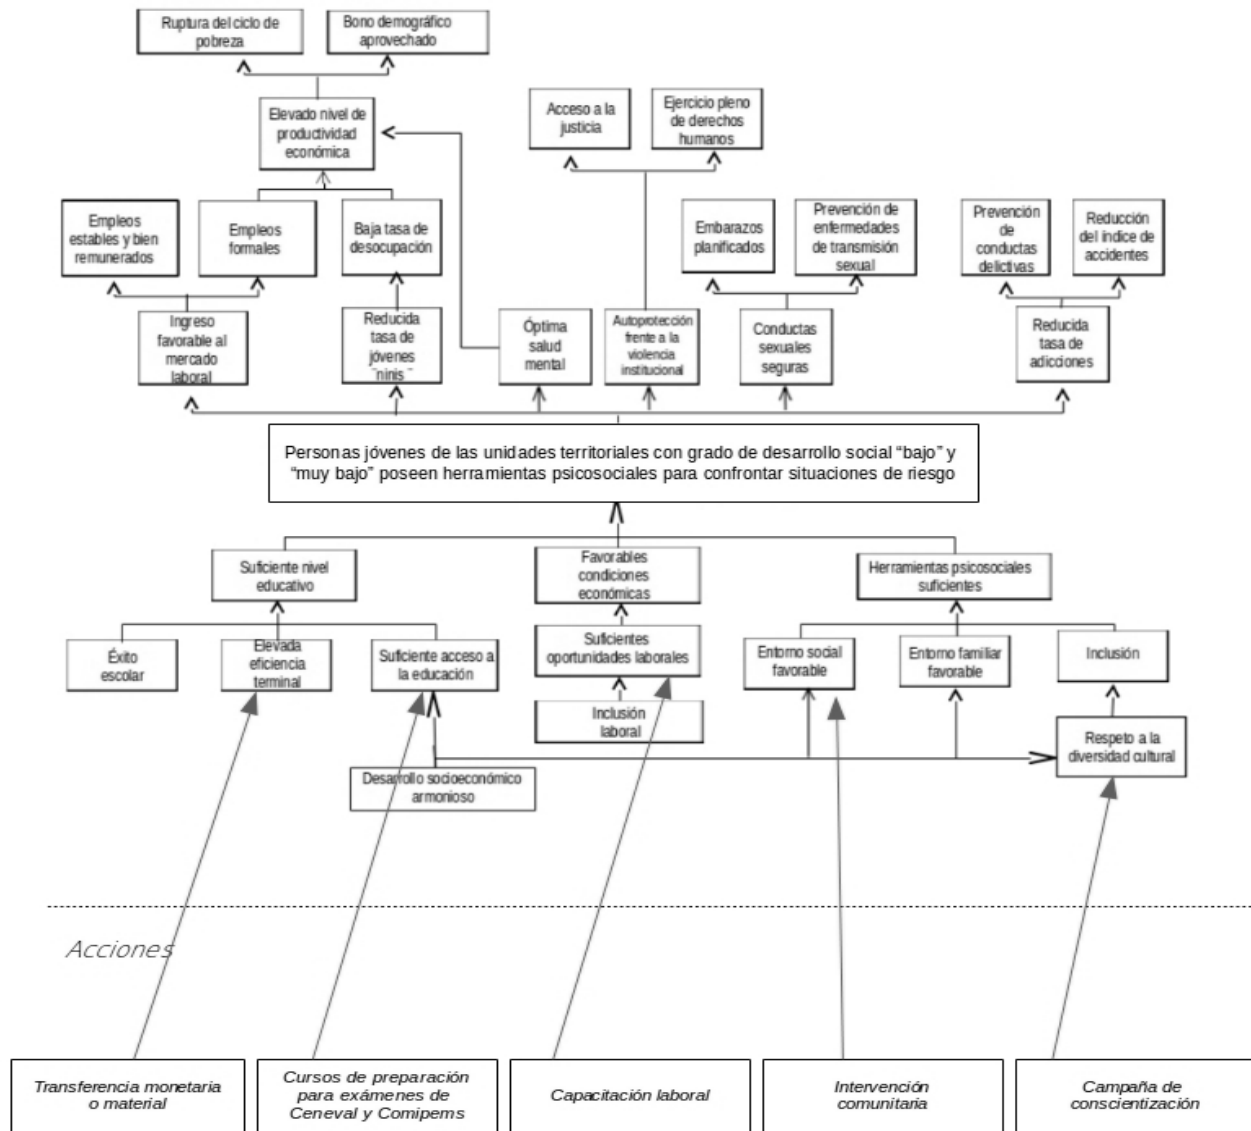 Ruptura del ciclo de
pobreza
Bono demográfico
aprovechado
Elevado nivel de
productividad
económica
Acceso a la
justicia
Ejercicio pleno
de derechos
humanos
Empleos
estables y bien
remunerados
Empleos
formales
Baja tasa de
desocupación
Embarazos
planificados
Prevención de
enfermedades
de transmisión
sexual
Prevención
de
conductas
delictivas
Reducción
del índice de
accidentes
Ingreso
favorable al
mercado
laboral
Reducida
tasa de
jóvenes
¨ninis¨
Óptima
salud
mental
Autoprotección
frente a la
violencia
institucional
Conductas
sexuales
seguras
Reducida
tasa de
adicciones
Personas jóvenes de las unidades territoriales con grado de desarrollo social “bajo” y
“muy bajo” poseen herramientas psicosociales para confrontar situaciones de riesgo
Suficiente nivel
educativo
Favorables
condiciones
económicas
Herramientas psicosociales
suficientes
Éxito
escolar
Elevada
eficiencia
terminal
Suficiente acceso a
la educación
Suficientes
oportunidades laborales
Entorno social
favorable
Entorno familiar
favorable
Inclusión
Inclusión
laboral
Respeto a la
diversidad cultural
Desarrollo socioeconómico
armonioso
Acciones
Transferencia monetaria
o material
Cursos de preparación
para exámenes de
Ceneval y Comipems
Capacitación laboral
Intervención
comunitaria
Campaña de
conscientización